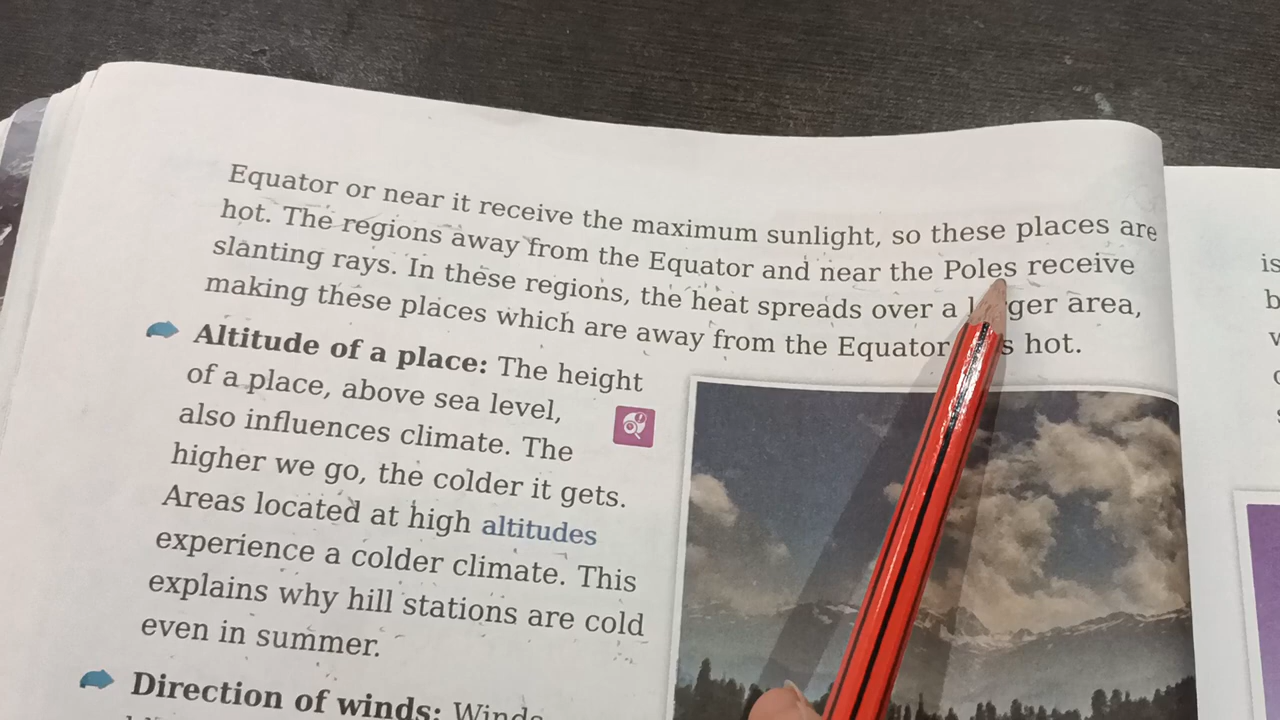 Equator or near it receive the maximum sunlight, so these places are
hot. The regions away from the Equator and near the Poles receive
slanting rays. In these regions, the heat spreads over a ger area,
making these places which are away from the Equator s hot.
Altitude of a place: The height
of a place, above sea level,
also influences climate. The
higher we go, the colder it gets.
Areas located at high altitudes
experience a colder climate. This
explains why hill stations are cold
even in summer.
Direction of winds: Winds
is